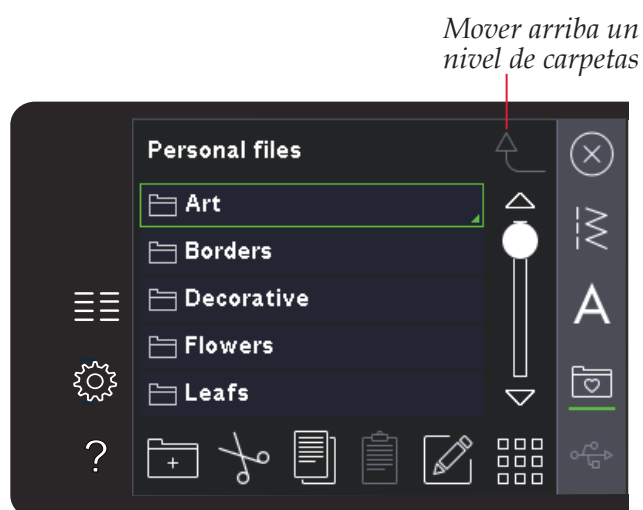 Mover arriba un
nivel de carpetas
Personal files
Art
Borders
Decorative
Flowers
Leafs
A
?